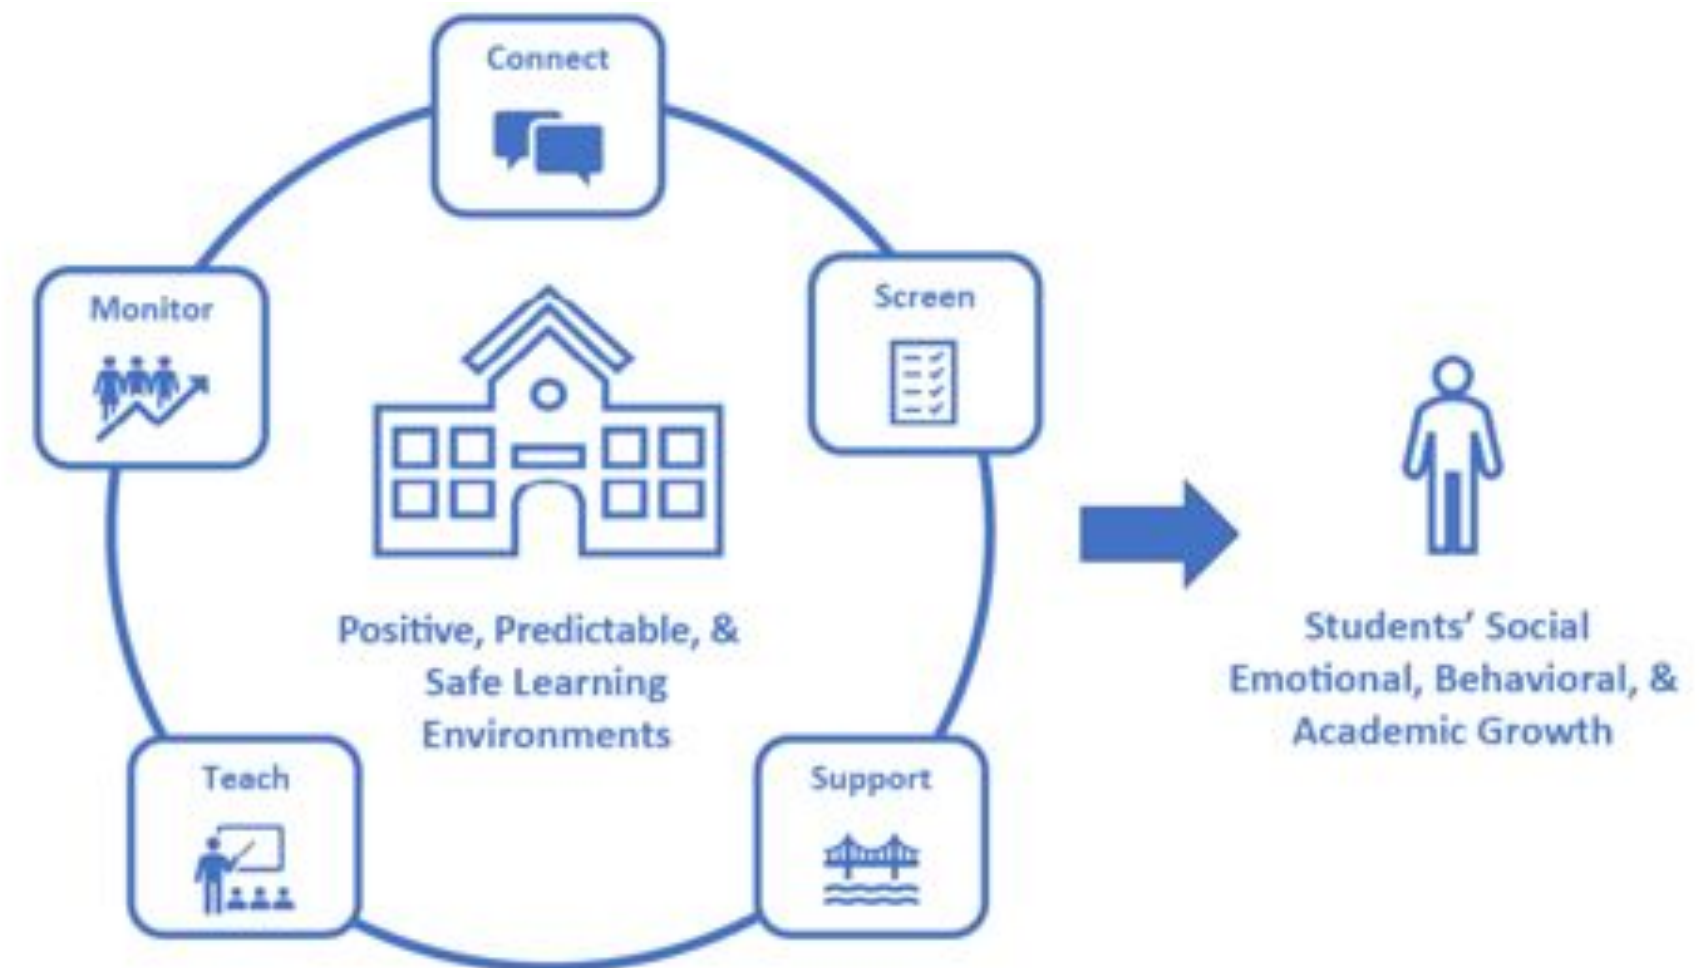 Connect
Monitor
Screen
Positive, Predictable, &
Safe Learning
Environments
Students’ Social
Emotional, Behavioral, &
Academic Growth
Teach
Support